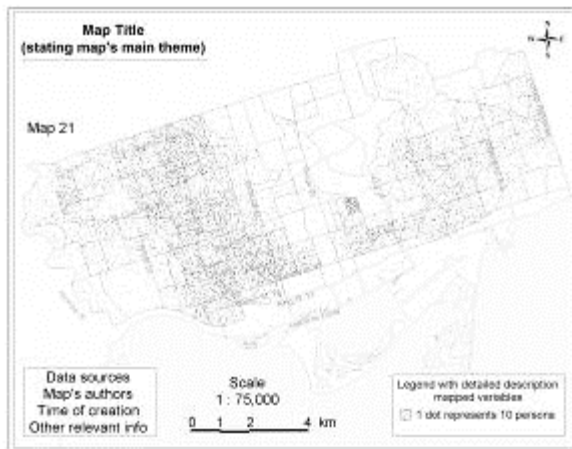 Map Title
(stating map's main theme)
N
W
E
S
Map 21
Data sources
Map's authors
Time of creation
Other relevant info
Scale
1 : 75,000
0 1 2 4 km
Legend with detailed description
mapped variables
1 dot represents 10 persons